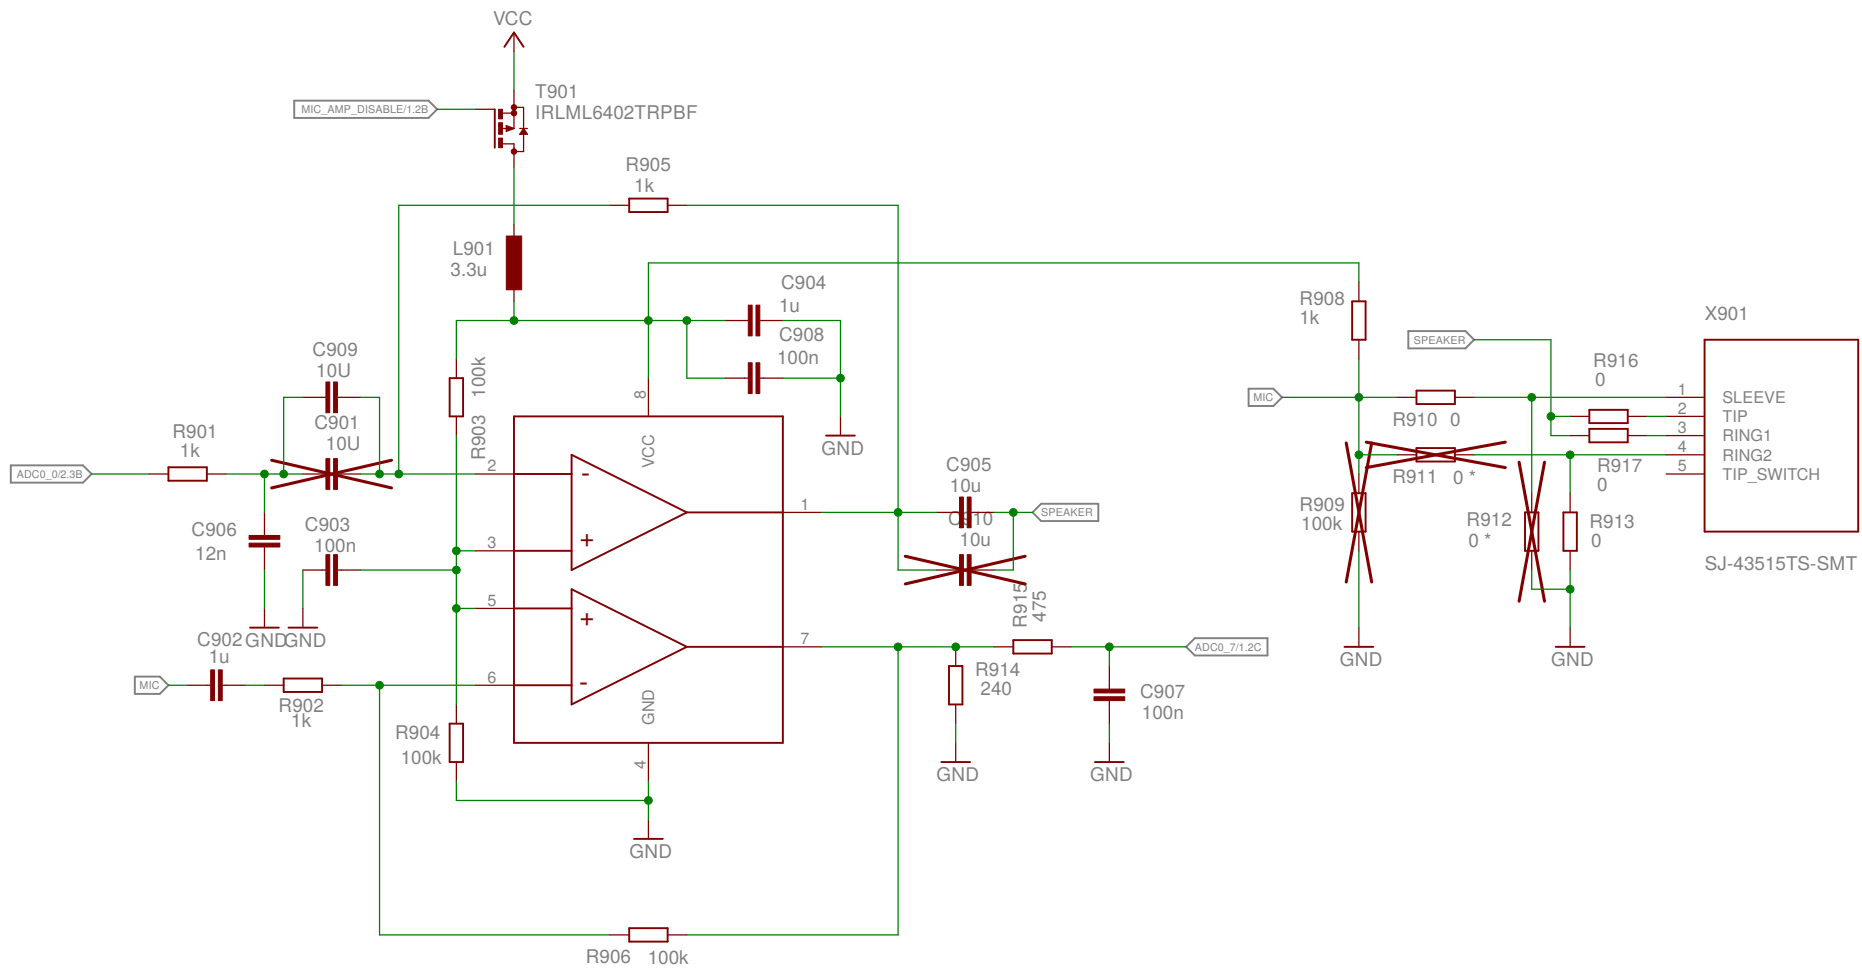 VCC
T901
IRLML6402TRPBF
MIC_AMP_DISABLE/1.2B
R905
1k
L901
3.3u
C904
1u
C908
100n
GND
R908
1k
X901
SPEAKER
R916
0
MIC
R910 0
1 SLEEVE
2 TIP
3 RING1
4 RING2
5 TIP_SWITCH
R911 0 *
R917
0
R909
100k
R912
0 *
R913
0
SJ-43515TS-SMT
GND
GND
C909
10U
C901
10U
R901
1k
ADC0_0/2.3B
100k
R903
8
VCC
2
-
3
+
1
C905
10u
C910
10u
SPEAKER
C906
12n
C903
100n
GND
GND
5
+
6
-
7
R915
475
ADC0_7/1.2C
C902
1u
MIC
R902
1k
R914
240
C907
100n
GND
GND
R904
100k
GND
4
GND
R906 100k